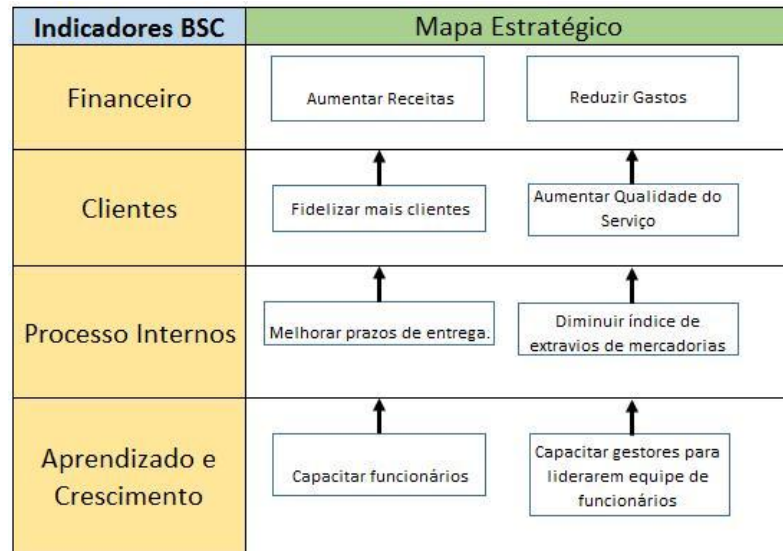 Indicadores BSC
Mapa Estratégico
Financeiro
Aumentar Receitas
Reduzir Gastos
Clientes
Fidelizar mais clientes
Aumentar Qualidade do
Serviço
Processo Internos
Melhorar prazos de entrega.
Diminuir índice de
extravios de mercadorias
Aprendizado e
Crescimento
Capacitar funcionários
Capacitar gestores para
liderarem equipe de
funcionários